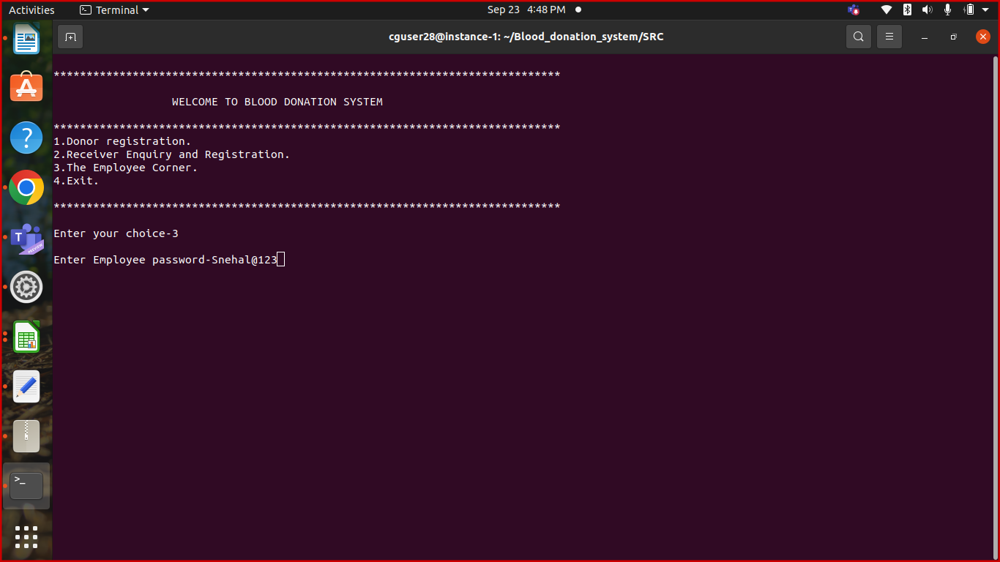 Activities Terminal Sep 23 4:48 PM
cguser28@instance-1: ~/Blood_donation_system/SRC
*****************************************************************************
WELCOME TO BLOOD DONATION SYSTEM
*****************************************************************************
1.Donor registration.
2.Receiver Enquiry and Registration.
3.The Employee Corner.
4.Exit.
*****************************************************************************
Enter your choice-3
Enter Employee password-Snehal@123